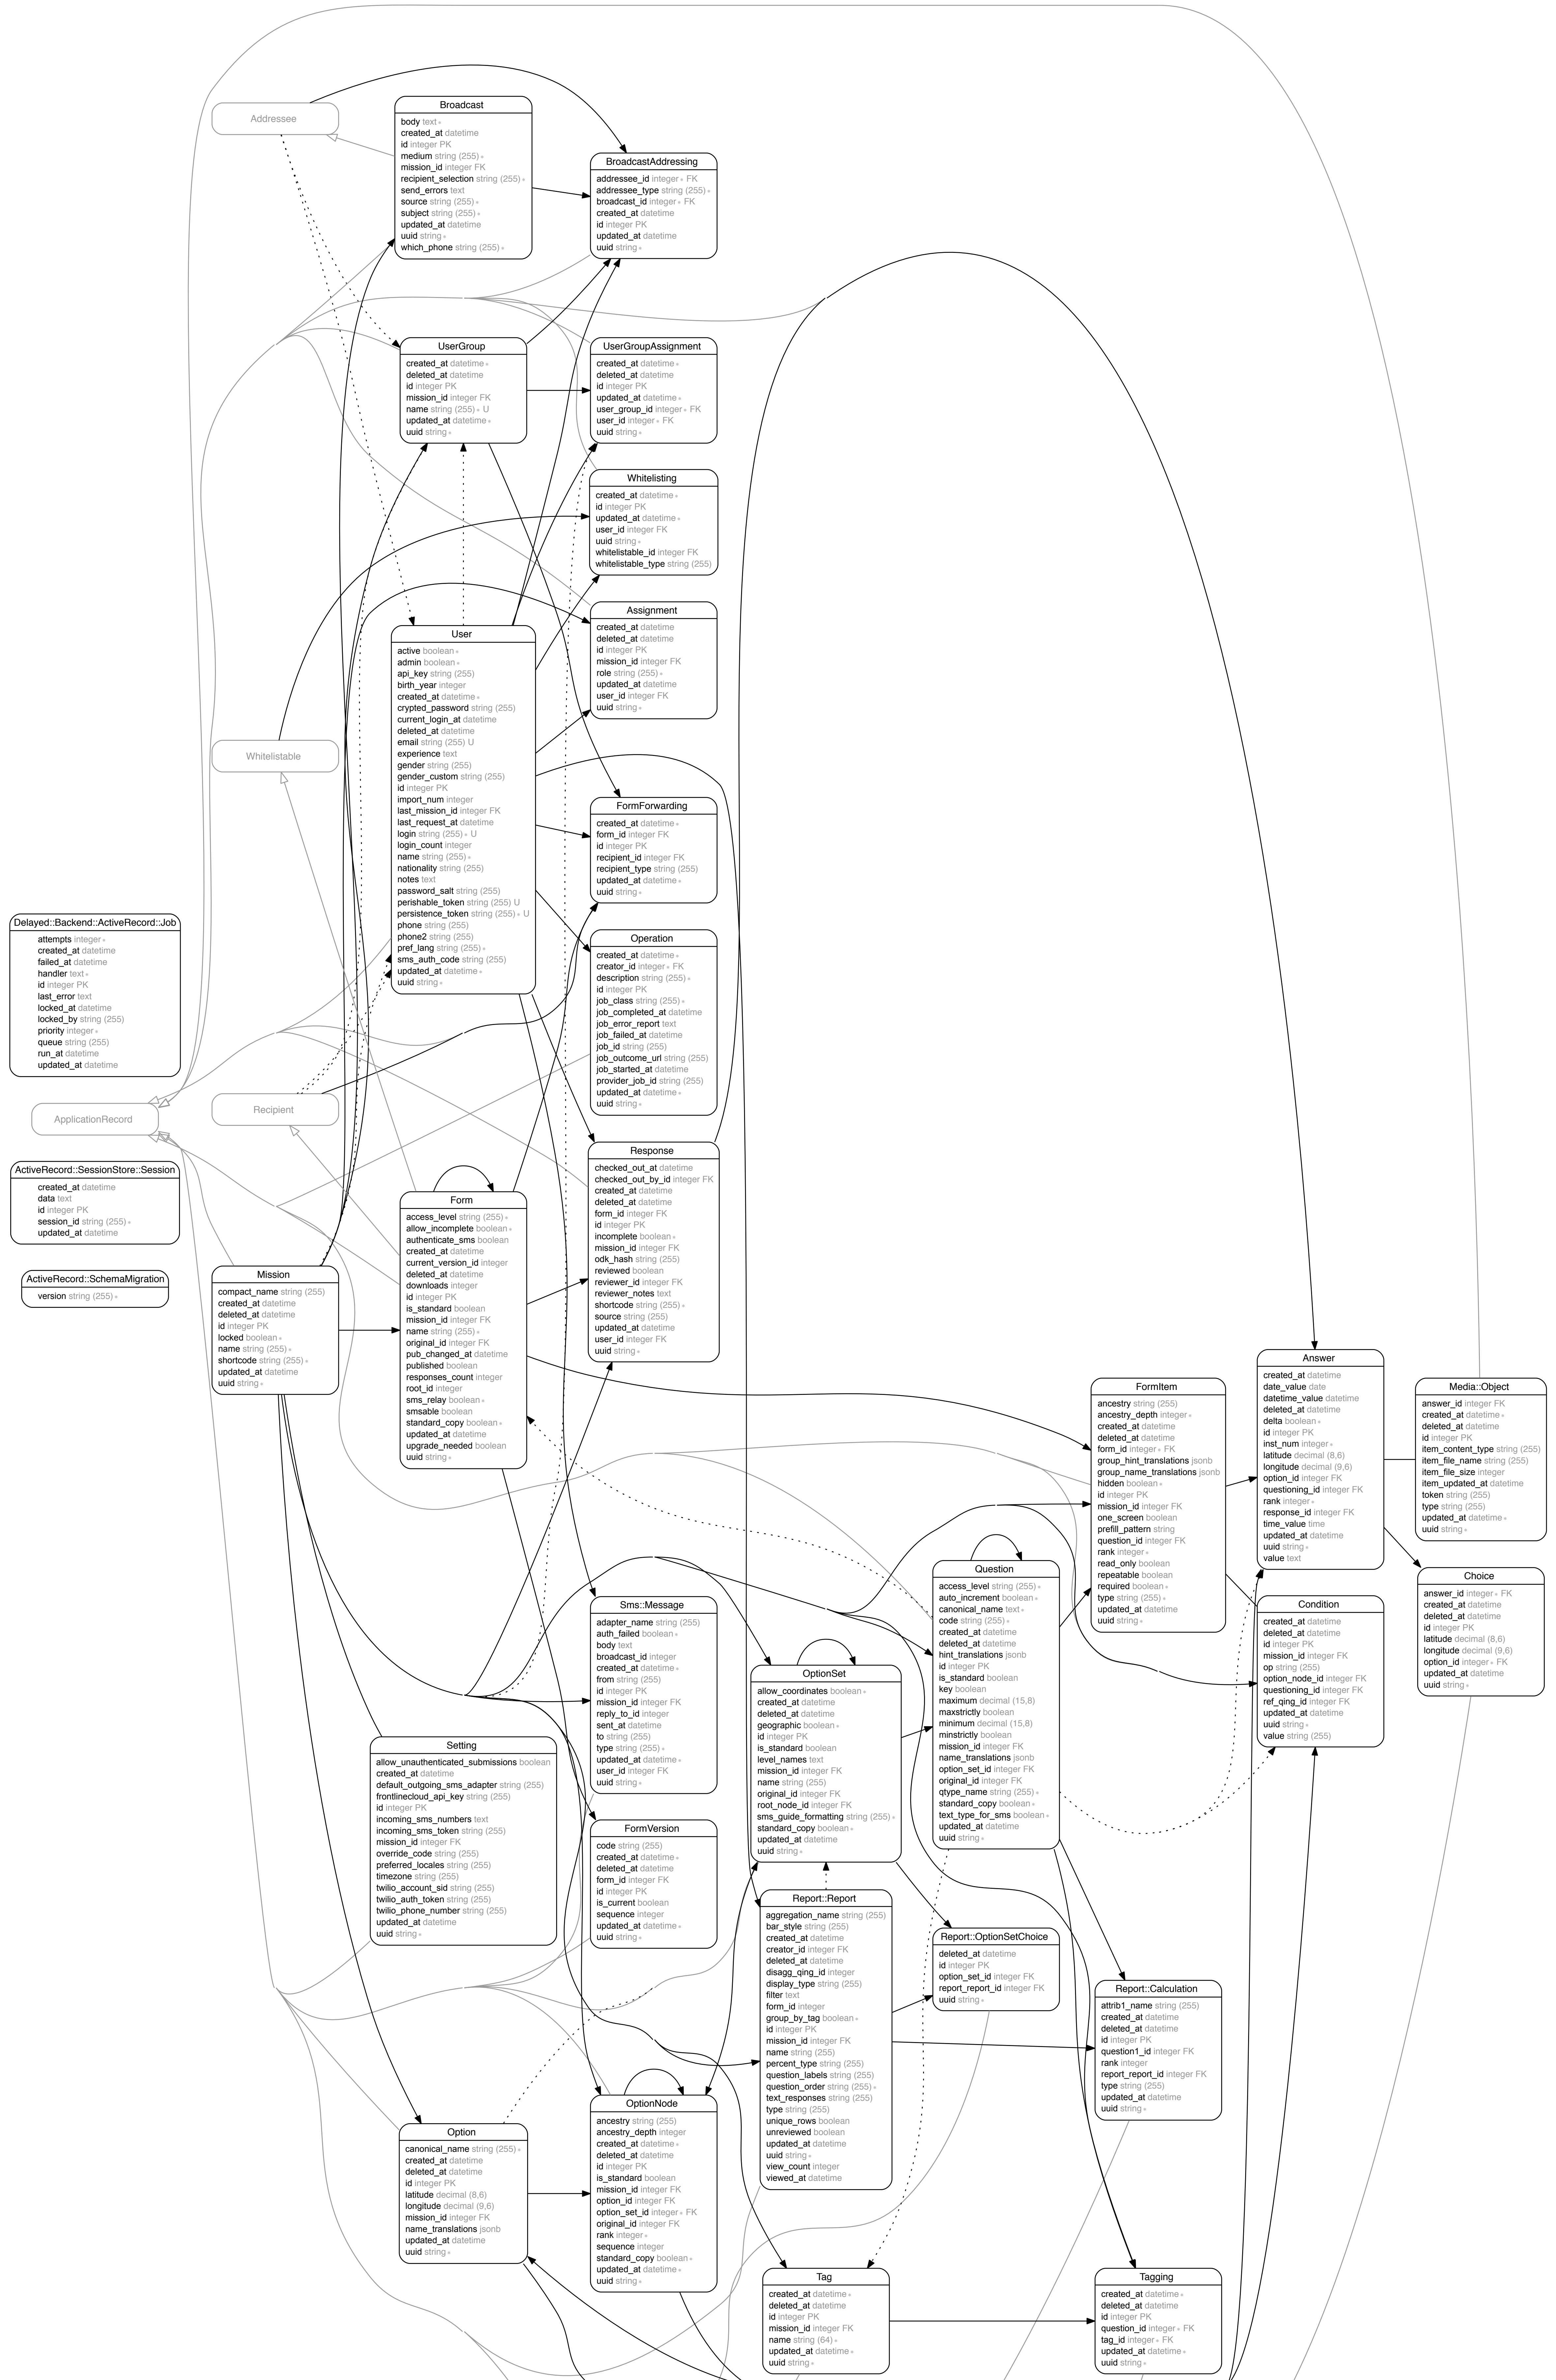 Addressee
Broadcast
body text*
created_at datetime
id integer PK
medium string (255)*
mission_id integer FK
recipient_selection string (255)*
send_errors text
source string (255)*
subject string (255)*
updated_at datetime
uuid string*
which_phone string (255)*
BroadcastAddressing
addressee_id integer* FK
addressee_type string (255)*
broadcast_id integer* FK
created_at datetime
id integer PK
updated_at datetime
uuid string*
UserGroup
created_at datetime*
deleted_at datetime
id integer PK
mission_id integer FK
name string (255)* U
updated_at datetime*
uuid string*
UserGroupAssignment
created_at datetime*
deleted_at datetime
id integer PK
updated_at datetime*
user_group_id integer* FK
user_id integer* FK
uuid string*
Whitelisting
created_at datetime*
id integer PK
updated_at datetime*
user_id integer FK
uuid string*
whitelistable_id integer FK
whitelistable_type string (255)
Assignment
created_at datetime
deleted_at datetime
id integer PK
mission_id integer FK
role string (255)*
updated_at datetime
user_id integer FK
uuid string*
User
active boolean*
admin boolean*
api_key string (255)
birth_year integer
created_at datetime*
crypted_password string (255)
current_login_at datetime
deleted_at datetime
email string (255) U
experience text
gender string (255)
gender_custom string (255)
id integer PK
import_num integer
last_mission_id integer FK
last_request_at datetime
login string (255)* U
login_count integer
name string (255)*
nationality string (255)
notes text
password_salt string (255)
perishable_token string (255) U
persistence_token string (255)* U
phone string (255)
phone2 string (255)
pref_lang string (255)*
sms_auth_code string (255)
updated_at datetime*
uuid string*
Whitelistable
FormForwarding
created_at datetime*
form_id integer FK
id integer PK
recipient_id integer FK
recipient_type string (255)
updated_at datetime*
uuid string*
Delayed::Backend::ActiveRecord::Job
attempts integer*
created_at datetime
failed_at datetime
handler text*
id integer PK
last_error text
locked_at datetime
locked_by string (255)
priority integer*
queue string (255)
run_at datetime
updated_at datetime
Operation
created_at datetime*
creator_id integer* FK
description string (255)*
id integer PK
job_class string (255)*
job_completed_at datetime
job_error_report text
job_failed_at datetime
job_id string (255)
job_outcome_url string (255)
job_started_at datetime
provider_job_id string (255)
updated_at datetime*
uuid string*
ApplicationRecord
Recipient
ActiveRecord::SessionStore::Session
created_at datetime
data text
id integer PK
session_id string (255)*
updated_at datetime
ActiveRecord::SchemaMigration
version string (255)*
Response
checked_out_at datetime
checked_out_by_id integer FK
created_at datetime
deleted_at datetime
form_id integer FK
id integer PK
incomplete boolean*
mission_id integer FK
odk_hash string (255)
reviewed boolean
reviewer_id integer FK
reviewer_notes text
shortcode string (255)*
source string (255)
updated_at datetime
user_id integer FK
uuid string*
Form
access_level string (255)*
allow_incomplete boolean*
authenticate_sms boolean
created_at datetime
current_version_id integer
deleted_at datetime
downloads integer
id integer PK
is_standard boolean
mission_id integer FK
name string (255)*
original_id integer FK
pub_changed_at datetime
published boolean
responses_count integer
root_id integer
sms_relay boolean*
smsable boolean
standard_copy boolean*
updated_at datetime
upgrade_needed boolean
uuid string*
Mission
compact_name string (255)
created_at datetime
deleted_at datetime
id integer PK
locked boolean*
name string (255)*
shortcode string (255)*
updated_at datetime
uuid string*
FormItem
ancestry string (255)
ancestry_depth integer*
created_at datetime
deleted_at datetime
form_id integer* FK
group_hint_translations jsonb
group_name_translations jsonb
hidden boolean*
id integer PK
mission_id integer FK
one_screen boolean
prefill_pattern string
question_id integer FK
rank integer*
read_only boolean
repeatable boolean
required boolean*
type string (255)*
updated_at datetime
uuid string*
Answer
created_at datetime
date_value date
datetime_value datetime
deleted_at datetime
delta boolean*
id integer PK
inst_num integer*
latitude decimal (8,6)
longitude decimal (9,6)
option_id integer FK
questioning_id integer FK
rank integer*
response_id integer FK
time_value time
updated_at datetime
uuid string*
value text
Media::Object
answer_id integer FK
created_at datetime*
deleted_at datetime
id integer PK
item_content_type string (255)
item_file_name string (255)
item_file_size integer
item_updated_at datetime
token string (255)
type string (255)
updated_at datetime*
uuid string*
Choice
answer_id integer* FK
created_at datetime
deleted_at datetime
id integer PK
latitude decimal (8,6)
longitude decimal (9,6)
option_id integer* FK
updated_at datetime
uuid string*
Condition
created_at datetime
deleted_at datetime
id integer PK
mission_id integer FK
op string (255)
option_node_id integer FK
questioning_id integer FK
ref_qing_id integer FK
updated_at datetime
uuid string*
value string (255)
Question
access_level string (255)*
auto_increment boolean*
canonical_name text*
code string (255)*
created_at datetime
deleted_at datetime
hint_translations jsonb
id integer PK
is_standard boolean
key boolean
maximum decimal (15,8)
maxstrictly boolean
minimum decimal (15,8)
minstrictly boolean
mission_id integer FK
name_translations jsonb
option_set_id integer FK
original_id integer FK
qtype_name string (255)*
standard_copy boolean*
text_type_for_sms boolean*
updated_at datetime
uuid string*
Sms::Message
adapter_name string (255)
auth_failed boolean*
body text
broadcast_id integer
created_at datetime*
from string (255)
id integer PK
mission_id integer FK
reply_to_id integer
sent_at datetime
to string (255)
type string (255)*
updated_at datetime*
user_id integer FK
uuid string*
OptionSet
allow_coordinates boolean*
created_at datetime
deleted_at datetime
geographic boolean*
id integer PK
is_standard boolean
level_names text
mission_id integer FK
name string (255)
original_id integer FK
root_node_id integer FK
sms_guide_formatting string (255)*
standard_copy boolean*
updated_at datetime
uuid string*
Setting
allow_unauthenticated_submissions boolean
created_at datetime
default_outgoing_sms_adapter string (255)
frontlinecloud_api_key string (255)
id integer PK
incoming_sms_numbers text
incoming_sms_token string (255)
mission_id integer FK
override_code string (255)
preferred_locales string (255)
timezone string (255)
twilio_account_sid string (255)
twilio_auth_token string (255)
twilio_phone_number string (255)
updated_at datetime
uuid string*
FormVersion
code string (255)
created_at datetime*
deleted_at datetime
form_id integer FK
id integer PK
is_current boolean
sequence integer
updated_at datetime*
uuid string*
Report::Report
aggregation_name string (255)
bar_style string (255)
created_at datetime
creator_id integer FK
deleted_at datetime
disagg_qing_id integer
display_type string (255)
filter text
form_id integer
group_by_tag boolean*
id integer PK
mission_id integer FK
name string (255)
percent_type string (255)
question_labels string (255)
question_order string (255)*
text_responses string (255)
type string (255)
unique_rows boolean
unreviewed boolean
updated_at datetime
uuid string*
view_count integer
viewed_at datetime
Report::OptionSetChoice
deleted_at datetime
id integer PK
option_set_id integer FK
report_report_id integer FK
uuid string*
Report::Calculation
attrib1_name string (255)
created_at datetime
deleted_at datetime
id integer PK
question1_id integer FK
rank integer
report_report_id integer FK
type string (255)
updated_at datetime
uuid string*
Option
canonical_name string (255)*
created_at datetime
deleted_at datetime
id integer PK
latitude decimal (8,6)
longitude decimal (9,6)
mission_id integer FK
name_translations jsonb
updated_at datetime
uuid string*
OptionNode
ancestry string (255)
ancestry_depth integer
created_at datetime*
deleted_at datetime
id integer PK
is_standard boolean
mission_id integer FK
option_id integer FK
option_set_id integer* FK
original_id integer FK
rank integer*
sequence integer
standard_copy boolean*
updated_at datetime*
uuid string*
Tag
created_at datetime*
deleted_at datetime
id integer PK
mission_id integer FK
name string (64)*
updated_at datetime*
uuid string*
Tagging
created_at datetime*
deleted_at datetime
id integer PK
question_id integer* FK
tag_id integer* FK
updated_at datetime*
uuid string*